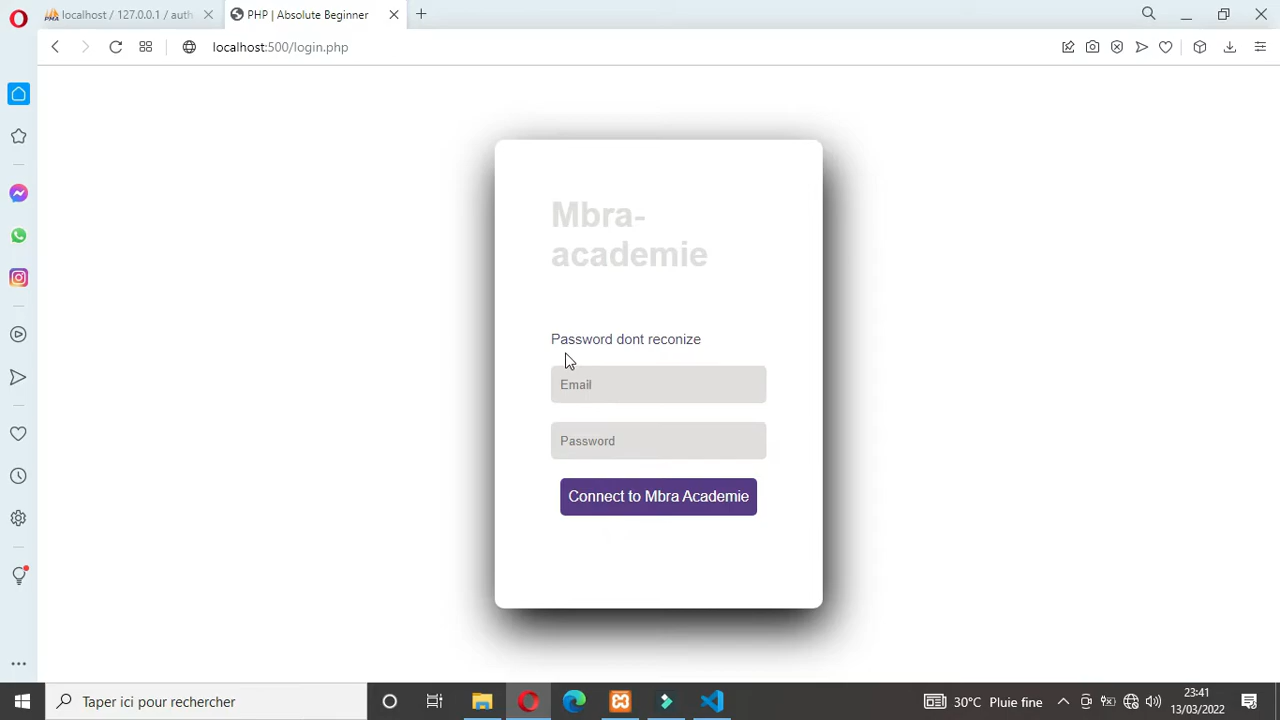 localhost / 127.0.0.1 / auth
PHP | Absolute Beginner
localhost:500/login.php
Mbra-
academie
Password dont reconize
Email
Password
Connect to Mbra Academie
Taper ici pour rechercher
30°C Pluie fine
23:41
13/03/2022